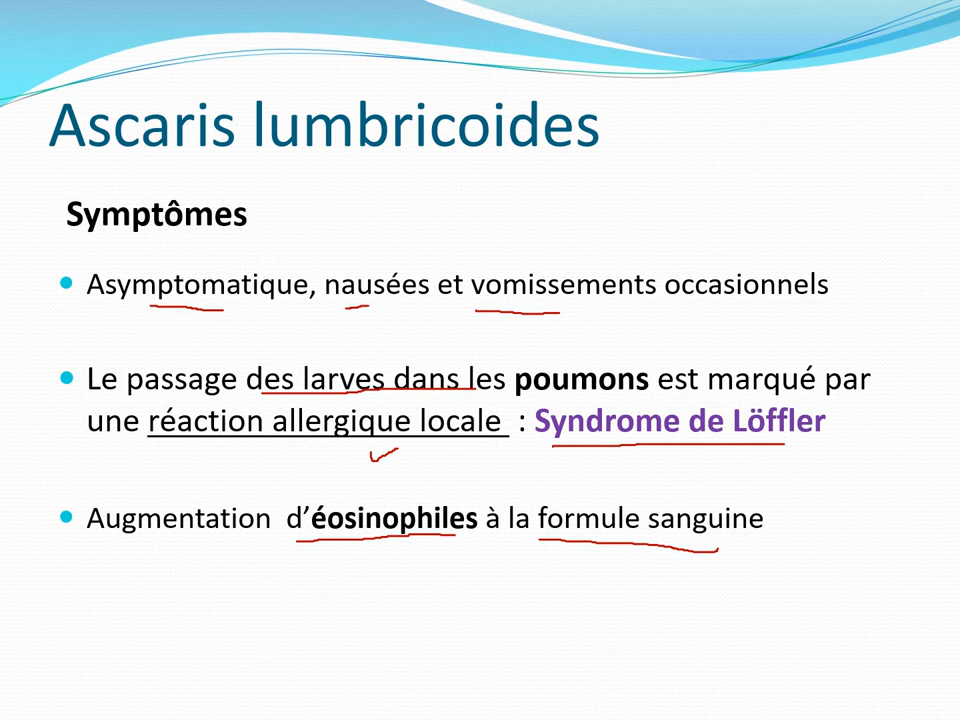 Ascaris lumbricoides
Symptômes
Asymptomatique, nausées et vomissements occasionnels
Le passage des larves dans les poumons est marqué par
une réaction allergique locale : Syndrome de Löffler
Augmentation d’éosinophiles à la formule sanguine